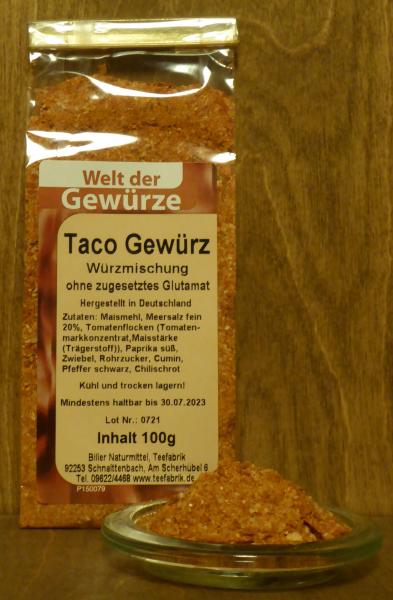 Welt der
Gewürze
Taco Gewürz
Würzmischung
ohne zugesetztes Glutamat
Hergestellt in Deutschland
Zutaten: Maismehl, Meersalz fein
20%, Tomatenflocken (Tomaten-
markkonzentrat,Maisstärke
(Trägerstoff)), Paprika süß,
Zwiebel, Rohrzucker, Cumin,
Pfeffer schwarz, Chilischrot
Kühl und trocken lagern!
Mindestens haltbar bis 30.07.2023
Lot Nr.: 0721
Inhalt 100g
Biller Naturmittel, Teefabrik
92253 Schnaittenbach, Am Scherhübel 6
Tel. 09622/4468 www.teefabrik.de
P150079